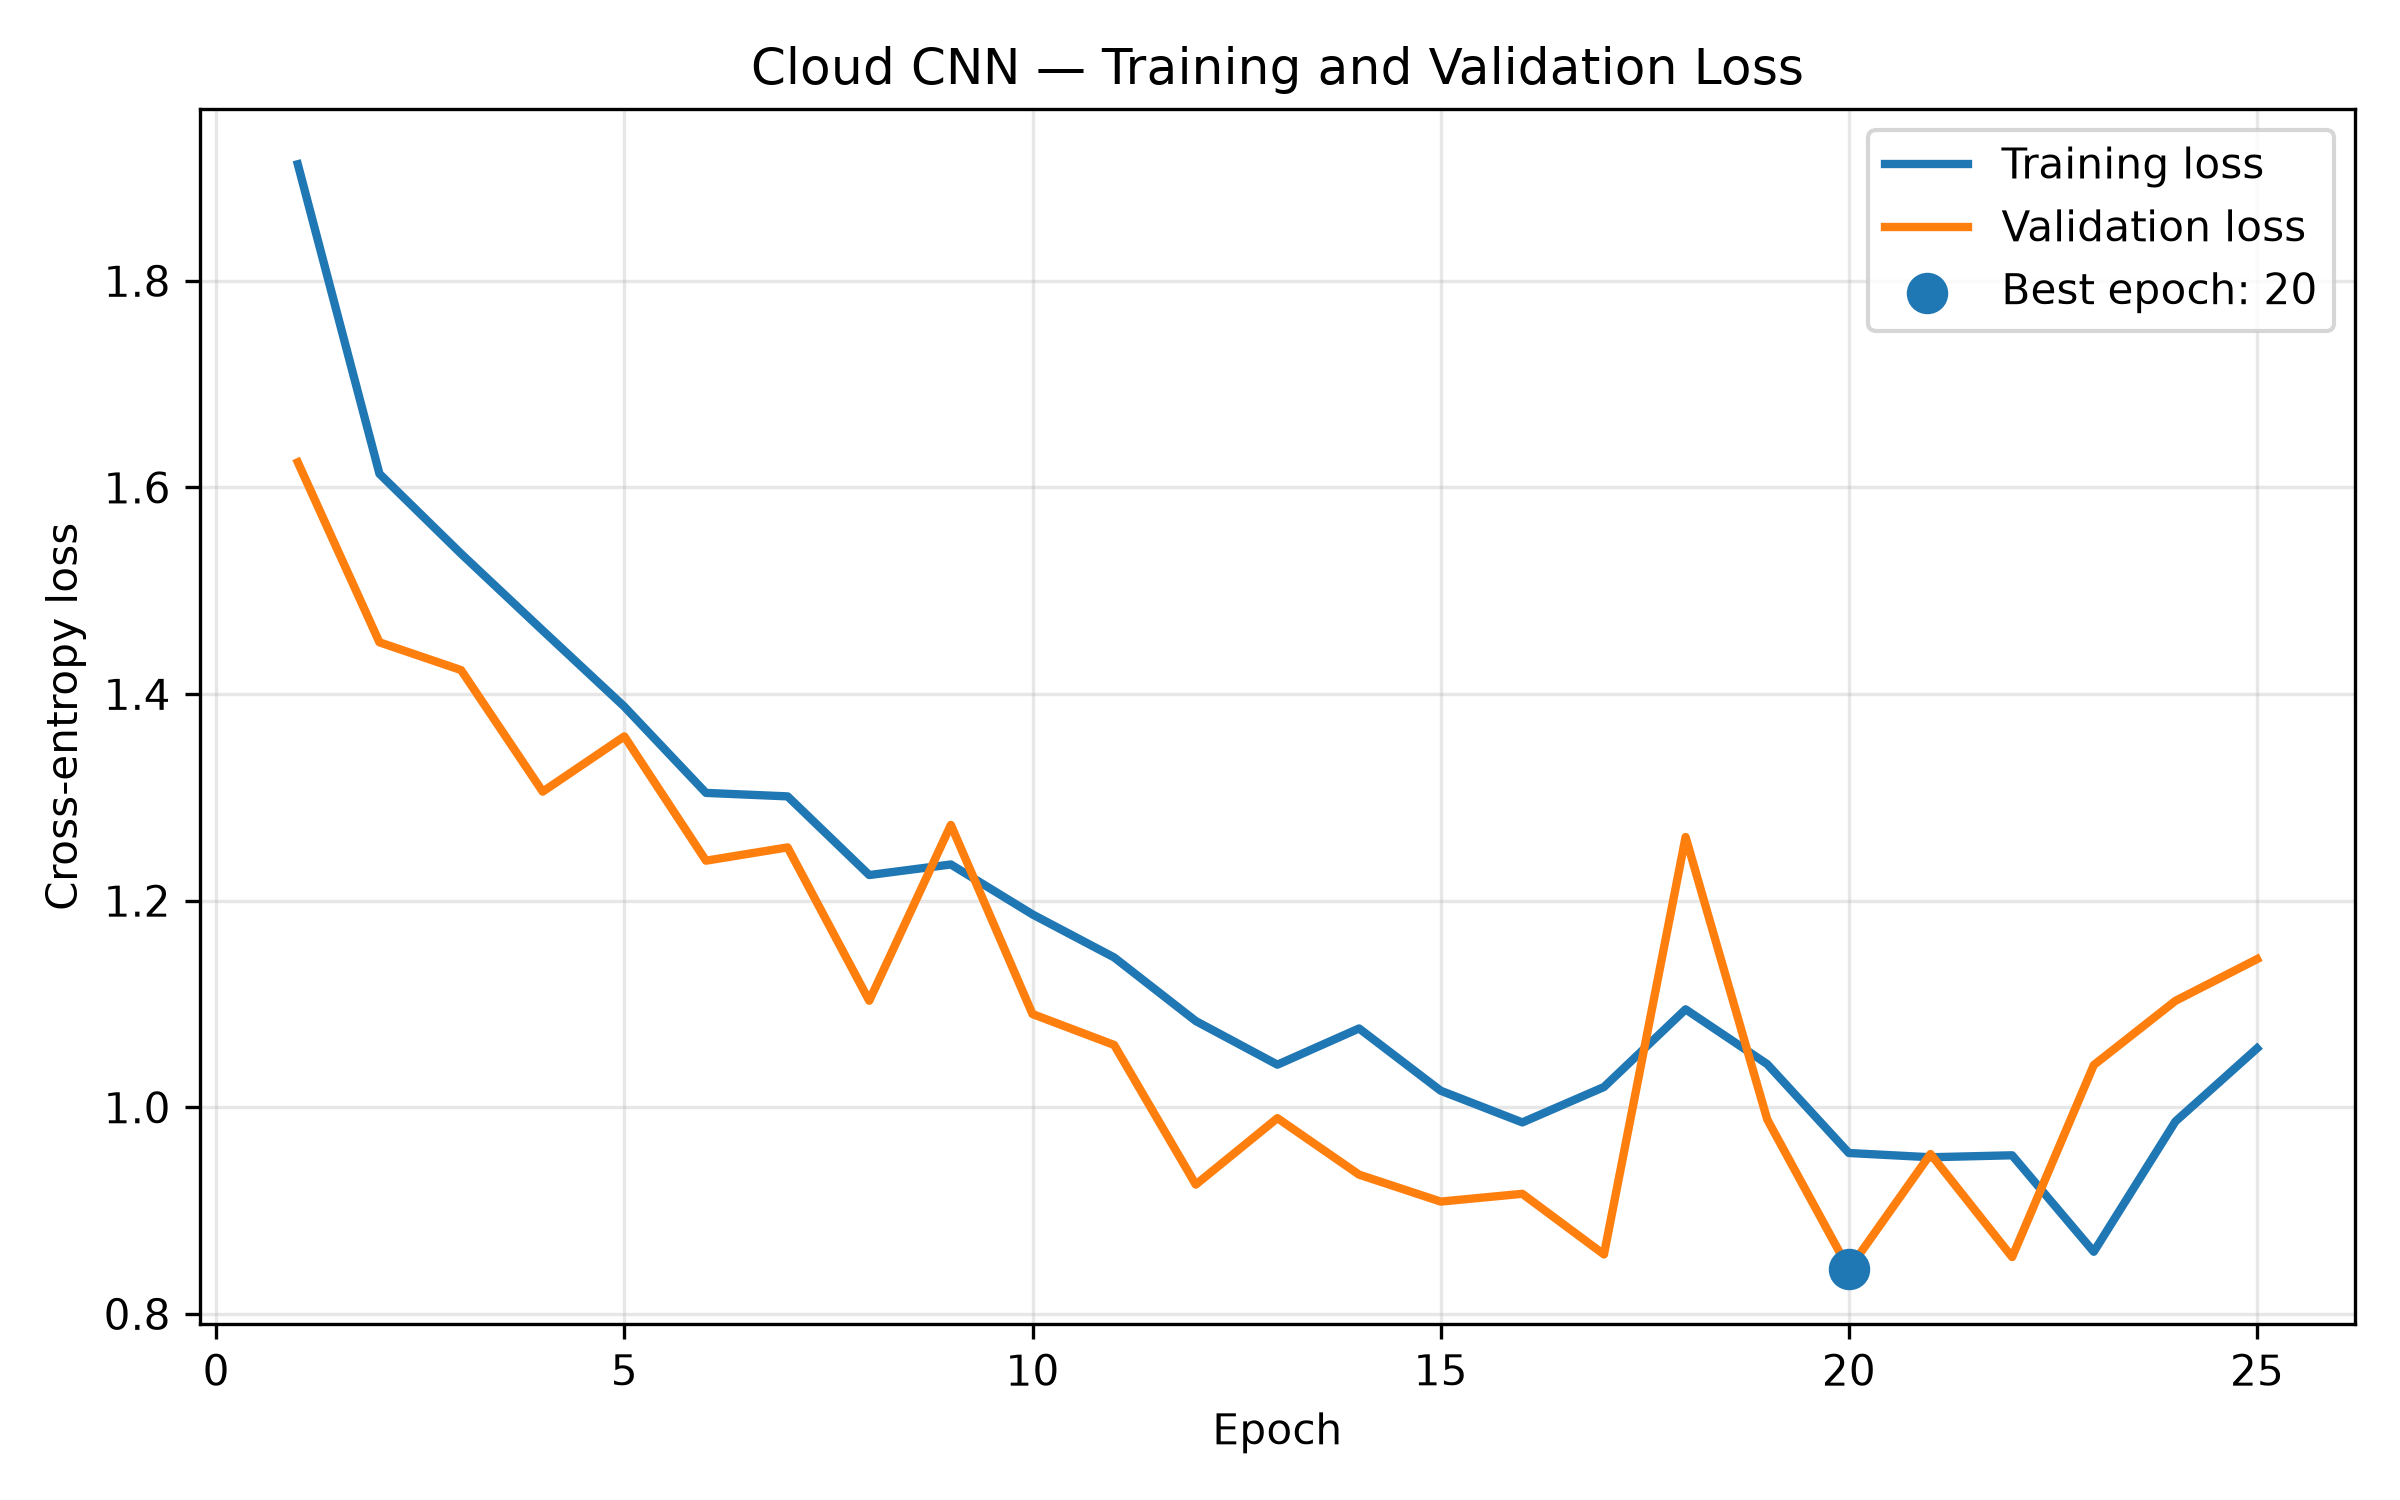 Cloud CNN — Training and Validation Loss
Training loss
Validation loss
Best epoch: 20
Cross-entropy loss
1.8
1.6
1.4
1.2
1.0
0.8
0 5 10 15 20 25
Epoch